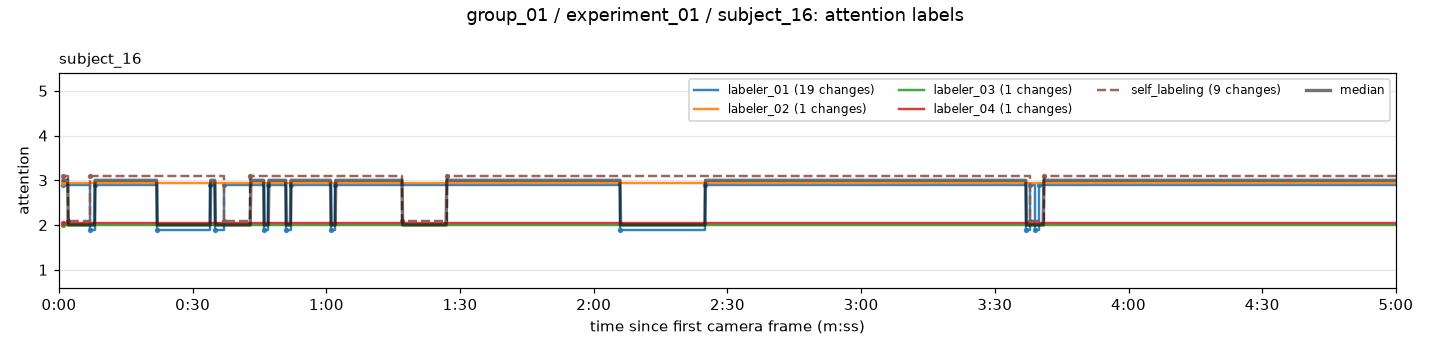 group_01 / experiment_01 / subject_16: attention labels
subject_16
labeler_01 (19 changes)
labeler_02 (1 changes)
labeler_03 (1 changes)
labeler_04 (1 changes)
self_labeling (9 changes)
median
attention
5
4
3
2
1
0:00
0:30
1:00
1:30
2:00
2:30
3:00
3:30
4:00
4:30
5:00
time since first camera frame (m:ss)